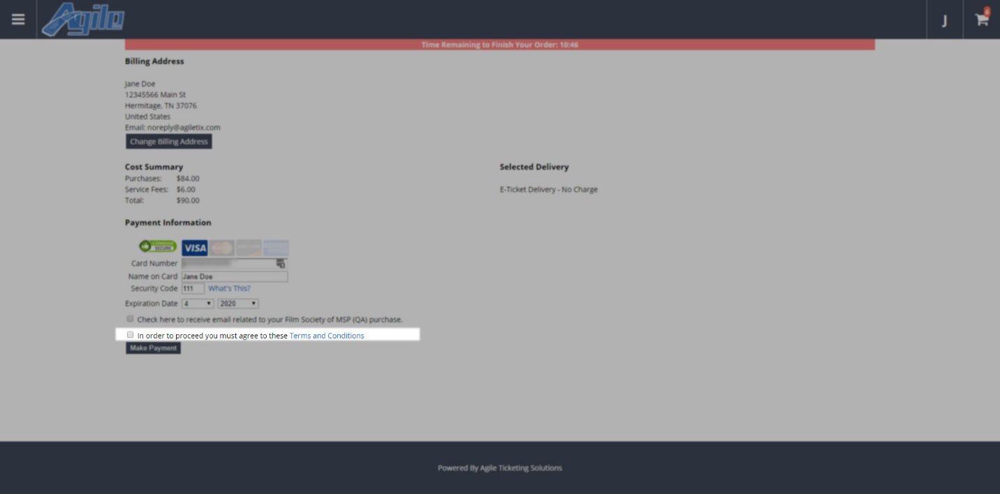 Agile
J
6
Time Remaining to Finish Your Order: 10:46
Billing Address
Jane Doe
12345566 Main St
Hermitage, TN 37076
United States
Email: noreply@agiletix.com
Change Billing Address
Cost Summary
Purchases: $84.00
Service Fees: $6.00
Total: $90.00
Selected Delivery
E-Ticket Delivery - No Charge
Payment Information
SECURE VISA
Card Number
Name on Card Jane Doe
Security Code 111 What's This?
Expiration Date 4 2020
Check here to receive email related to your Film Society of MSP (QA) purchase.
In order to proceed you must agree to these Terms and Conditions
Make Payment
Powered By Agile Ticketing Solutions